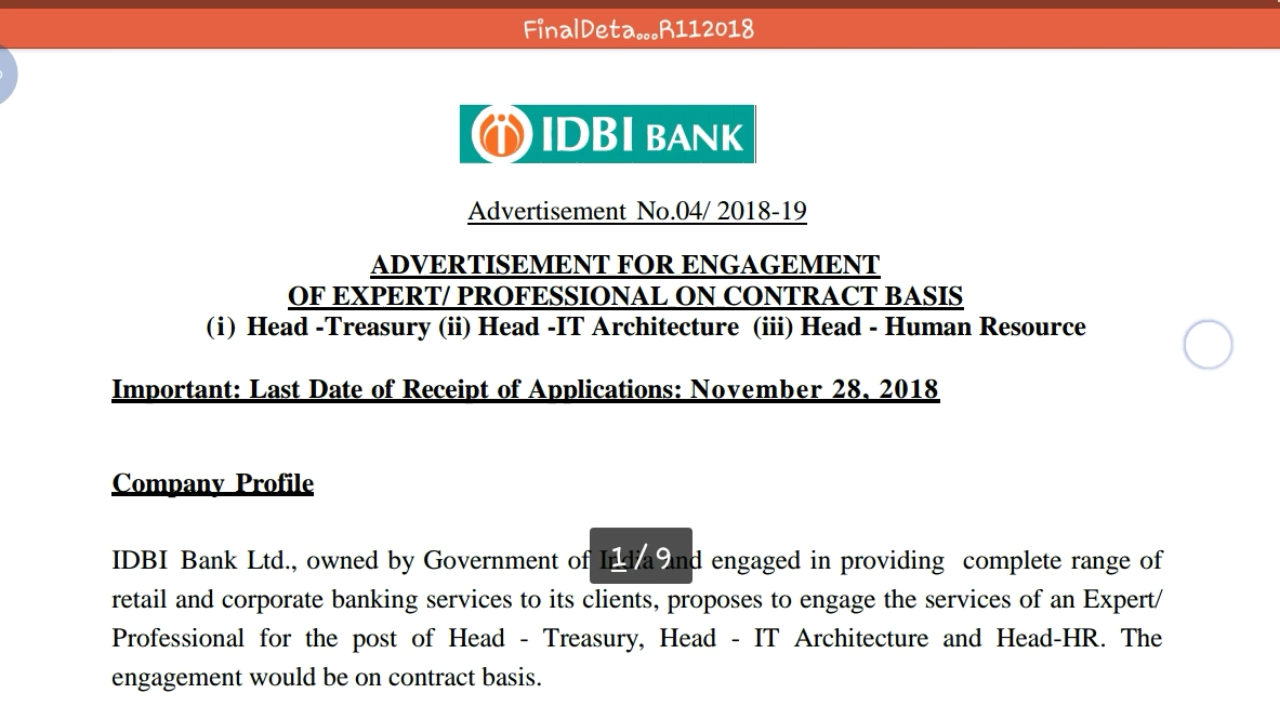 FinalDeta...R112018
IDBI BANK
Advertisement No.04/ 2018-19
ADVERTISEMENT FOR ENGAGEMENT
OF EXPERT/ PROFESSIONAL ON CONTRACT BASIS
(i) Head -Treasury (ii) Head -IT Architecture (iii) Head - Human Resource
Important: Last Date of Receipt of Applications: November 28, 2018
Company Profile
IDBI Bank Ltd., owned by Government of India and engaged in providing complete range of
1/9
retail and corporate banking services to its clients, proposes to engage the services of an Expert/
Professional for the post of Head - Treasury, Head - IT Architecture and Head-HR. The
engagement would be on contract basis.